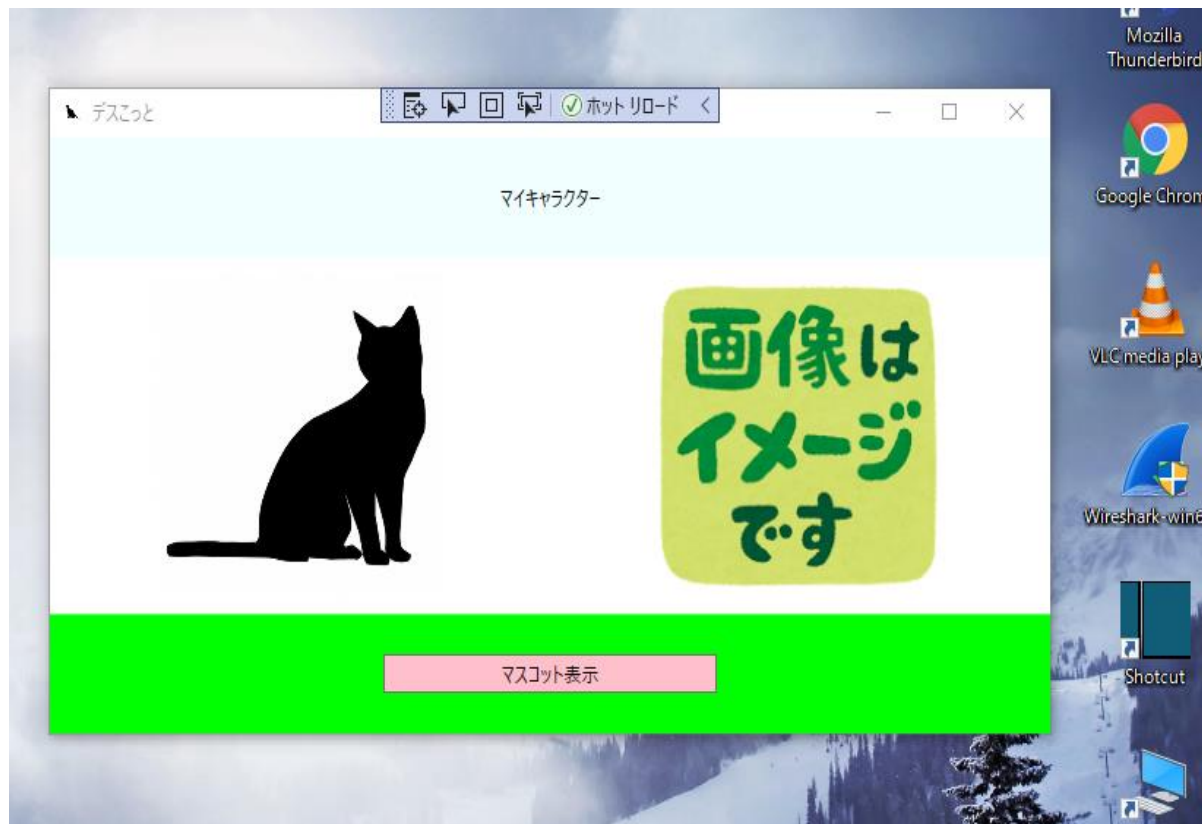 Mozilla
Thunderbird
デスこっと
ホット リロード
マイキャラクター
Google Chrom
画像は
イメージ
です
VLC media play
Wireshark-win6
マスコット表示
Shotcut